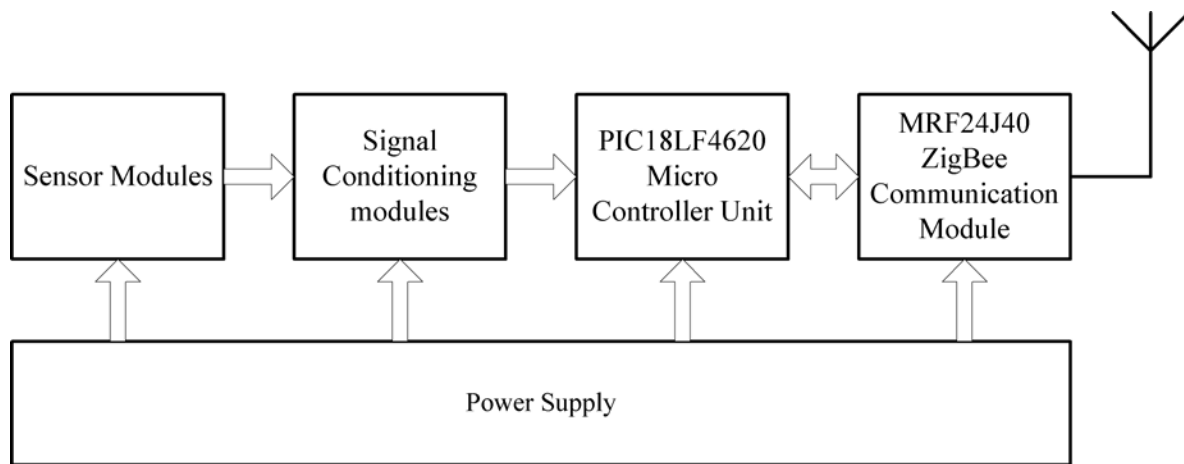 Sensor Modules
Signal
Conditioning
modules
PIC18LF4620
Micro
Controller Unit
MRF24J40
ZigBee
Communication
Module
Power Supply